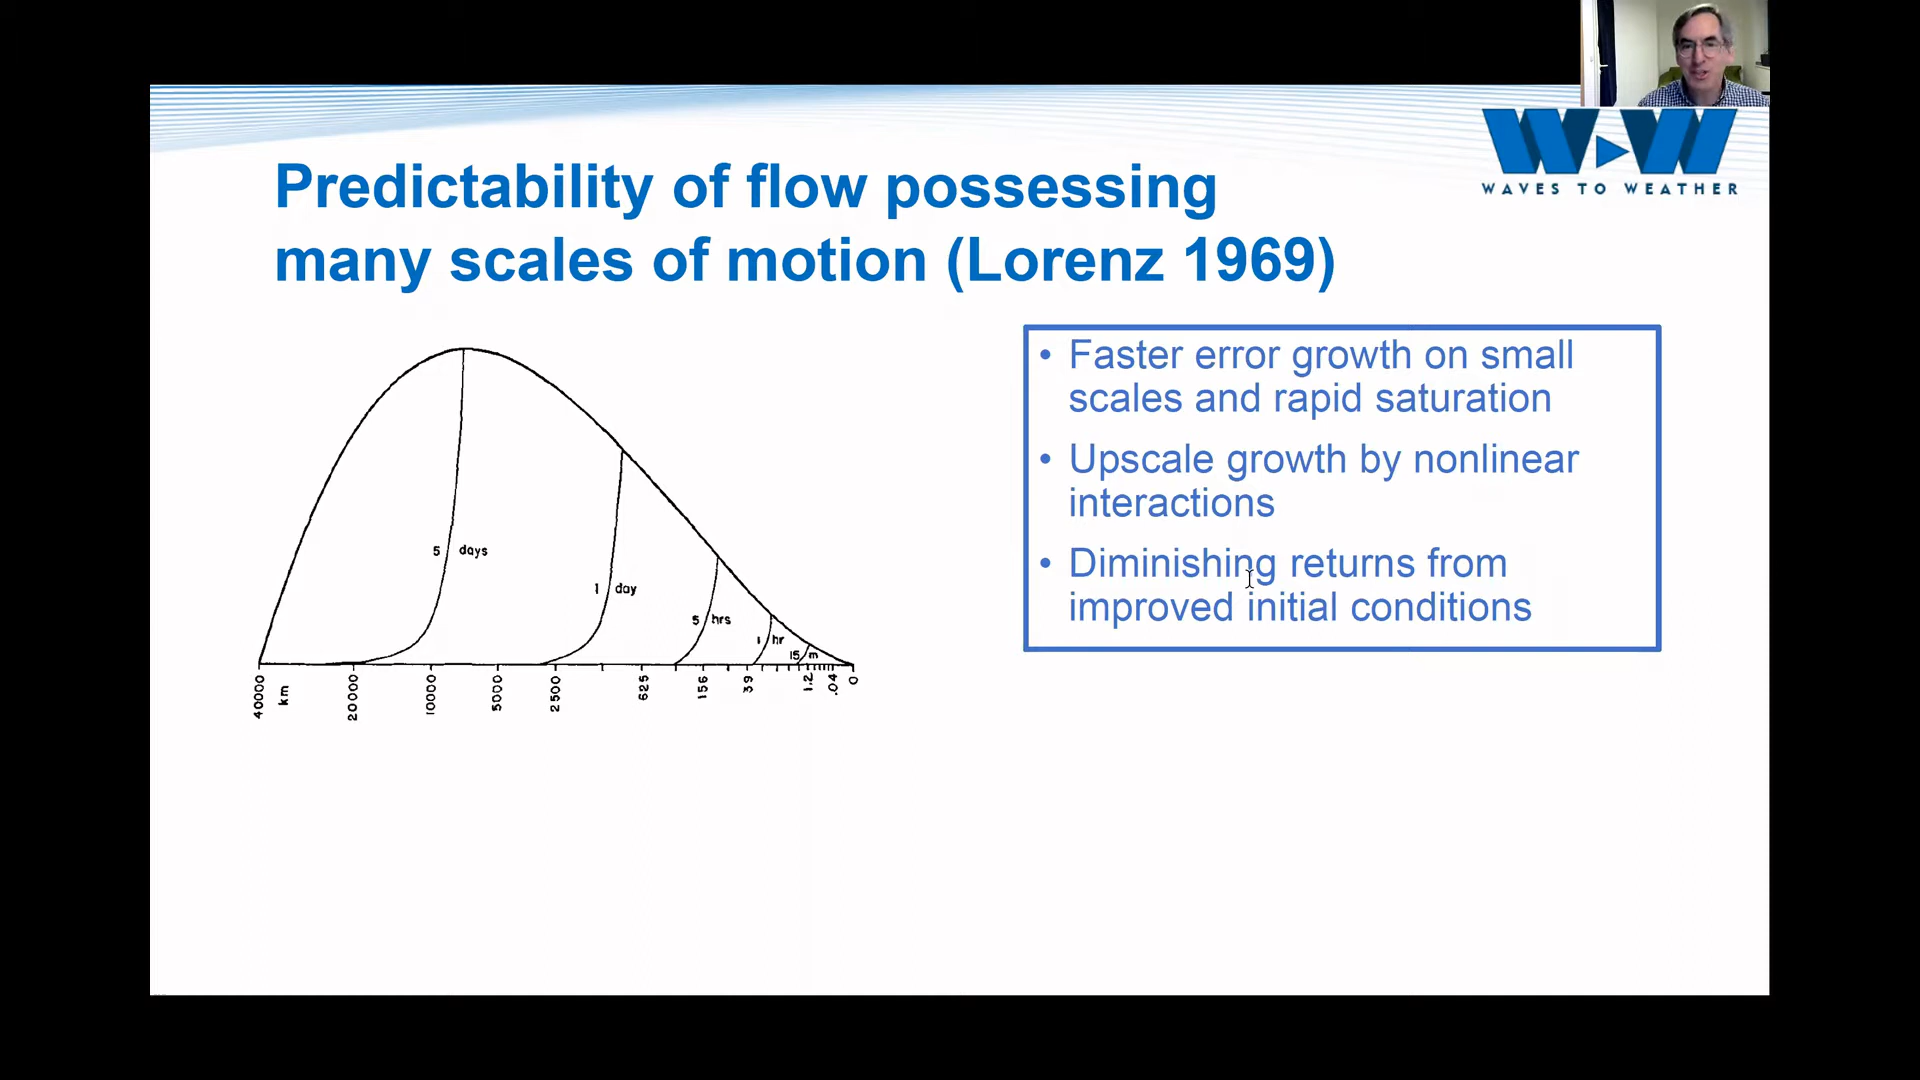 WAVES TO WEATHER
Predictability of flow possessing
many scales of motion (Lorenz 1969)
5 days
1 day
5 hrs
1 hr
15 m
40000
km
20000
10000
5000
2500
625
156
39
1.2
.04
0
• Faster error growth on small
scales and rapid saturation
• Upscale growth by nonlinear
interactions
• Diminishing returns from
improved initial conditions